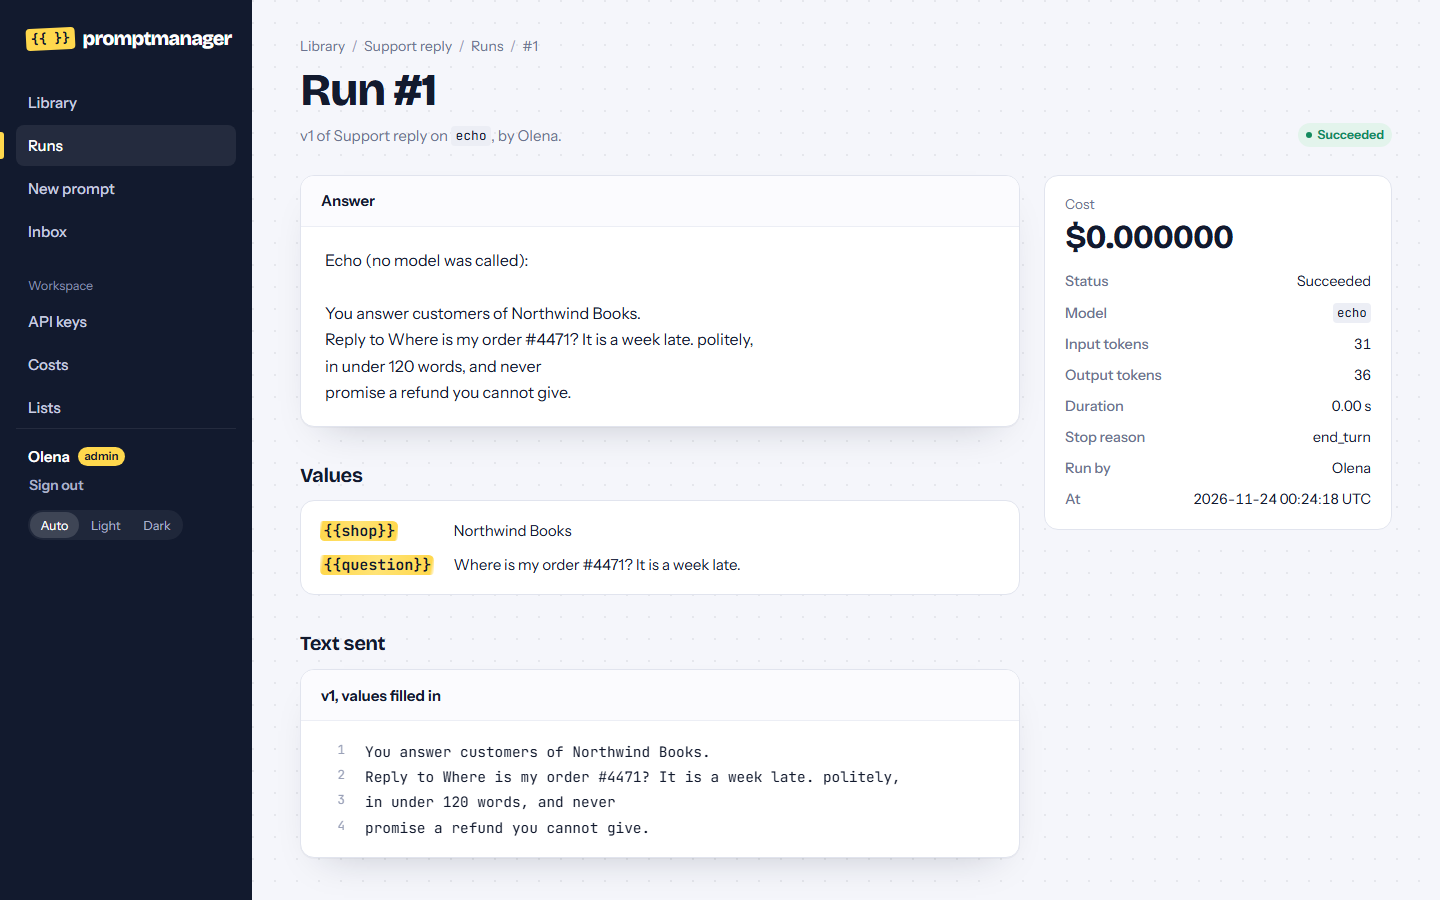 {{ }} promptmanager
Library
Runs
New prompt
Inbox
Workspace
API keys
Costs
Lists
Olena admin
Sign out
Auto Light Dark
Library / Support reply / Runs / #1
Run #1
v1 of Support reply on echo, by Olena.
Succeeded
Answer
Echo (no model was called):
You answer customers of Northwind Books.
Reply to Where is my order #4471? It is a week late. politely,
in under 120 words, and never
promise a refund you cannot give.
Values
{{shop}} Northwind Books
{{question}} Where is my order #4471? It is a week late.
Text sent
v1, values filled in
1 You answer customers of Northwind Books.
2 Reply to Where is my order #4471? It is a week late. politely,
3 in under 120 words, and never
4 promise a refund you cannot give.
Cost
$0.000000
Status Succeeded
Model echo
Input tokens 31
Output tokens 36
Duration 0.00 s
Stop reason end_turn
Run by Olena
At 2026-11-24 00:24:18 UTC